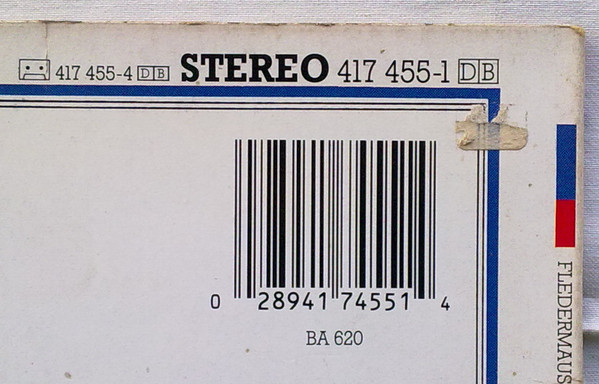 417 455-4 DB STEREO 417 455-1 DB
0 28941 74551 4
BA 620
FLEDERMAUS